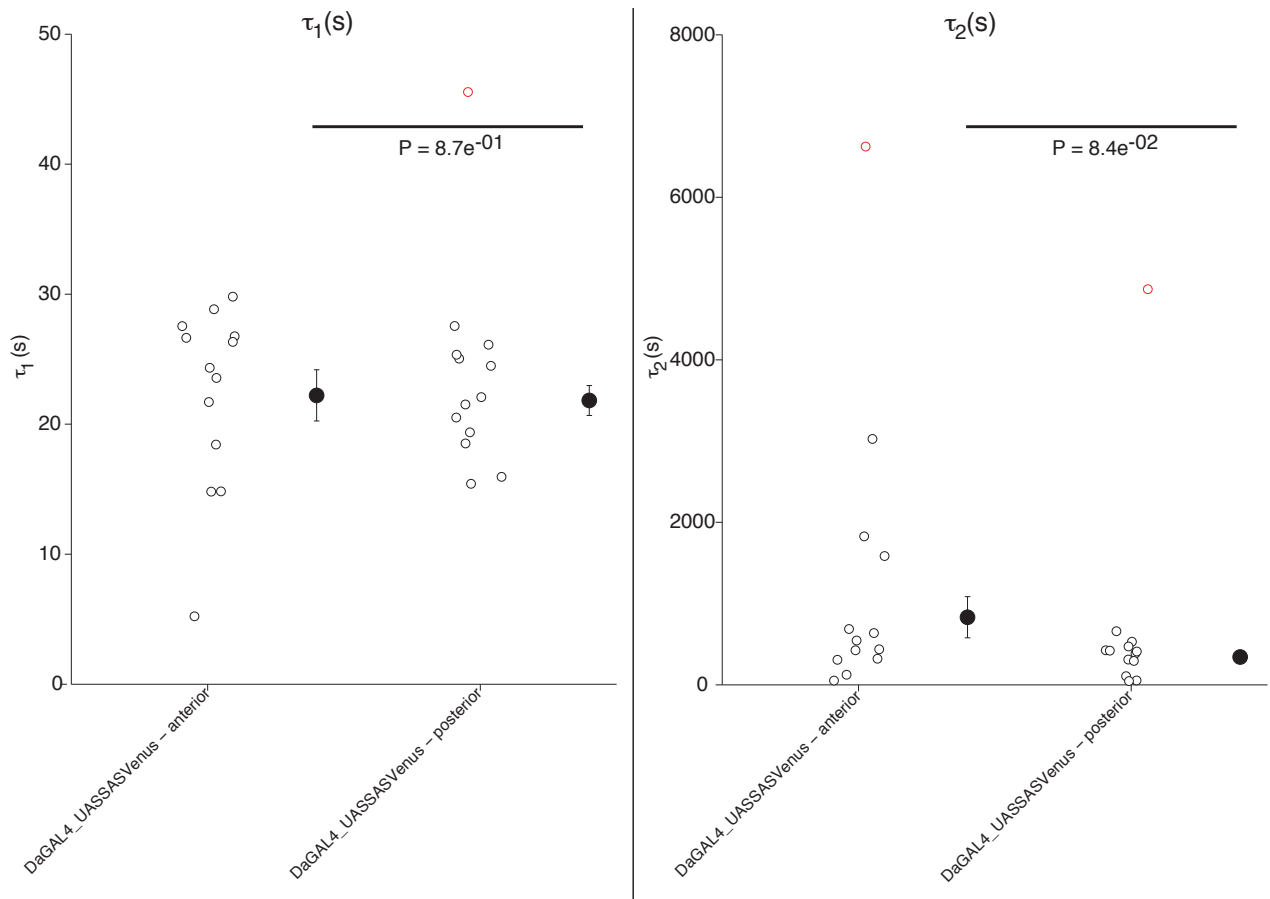 τ1(s)
50
40
30
20
10
0
τ1 (s)
P = 8.7e-01
DaGAL4_UASSASVenus – anterior
DaGAL4_UASSASVenus – posterior
τ2(s)
8000
6000
4000
2000
0
τ2(s)
P = 8.4e-02
DaGAL4_UASSASVenus – anterior
DaGAL4_UASSASVenus – posterior